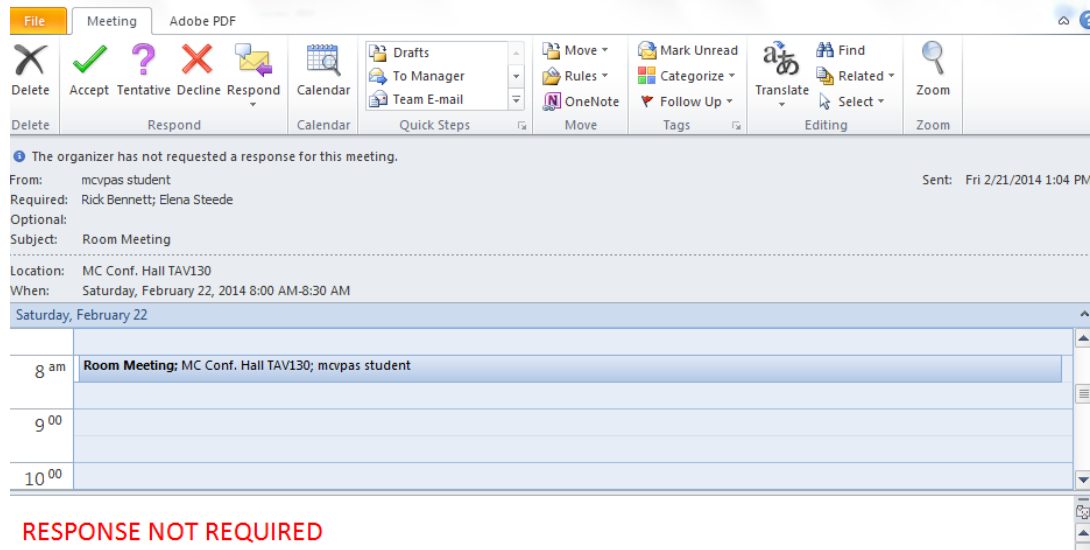 File Meeting Adobe PDF
Delete Accept Tentative Decline Respond Calendar
Drafts
To Manager
Team E-mail
Move
Rules
OneNote
Mark Unread
Categorize
Follow Up
Translate
Find
Related
Select
Zoom
Delete Respond Calendar Quick Steps Move Tags Editing Zoom
The organizer has not requested a response for this meeting.
From: mcvpas student Sent: Fri 2/21/2014 1:04 PM
Required: Rick Bennett; Elena Steede
Optional:
Subject: Room Meeting
Location: MC Conf. Hall TAV130
When: Saturday, February 22, 2014 8:00 AM-8:30 AM
Saturday, February 22
8 am Room Meeting; MC Conf. Hall TAV130; mcvpas student
9 00
10 00
RESPONSE NOT REQUIRED